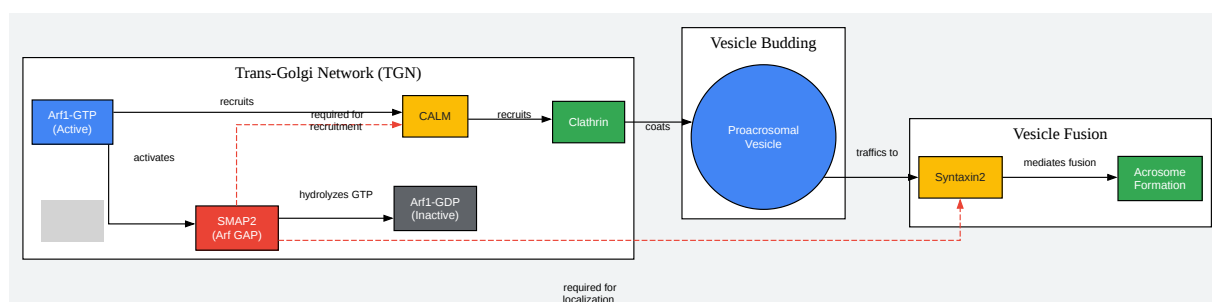 Vesicle Budding
Trans-Golgi Network (TGN)
Arf1-GTP
(Active)
recruits
required for
recruitment
CALM
recruits
Clathrin
coats
Proacrosomal
Vesicle
activates
hydrolyzes GTP
SMAP2
(Arf GAP)
Arf1-GDP
(Inactive)
traffics to
Vesicle Fusion
Syntaxin2
mediates fusion
Acrosome
Formation
required for
localization